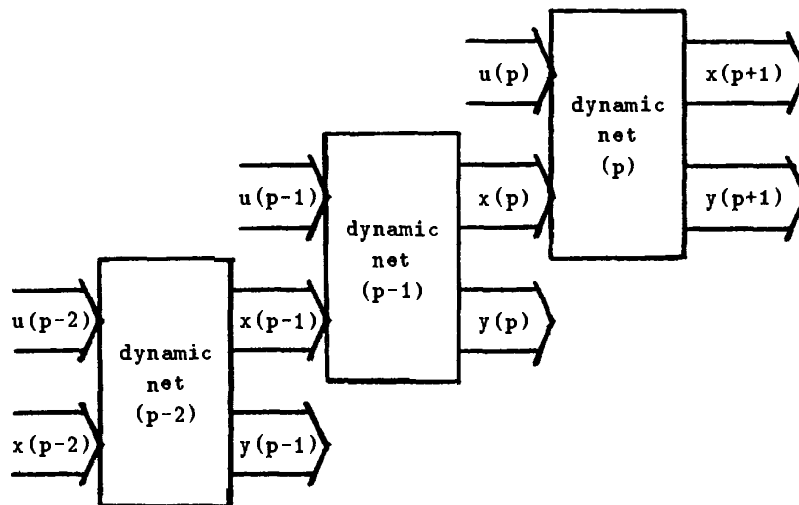 u(p)
x(p+1)
dynamic
net
(p)
y(p+1)
u(p-1)
x(p)
dynamic
net
(p-1)
y(p)
u(p-2)
x(p-1)
dynamic
net
(p-2)
x(p-2)
y(p-1)